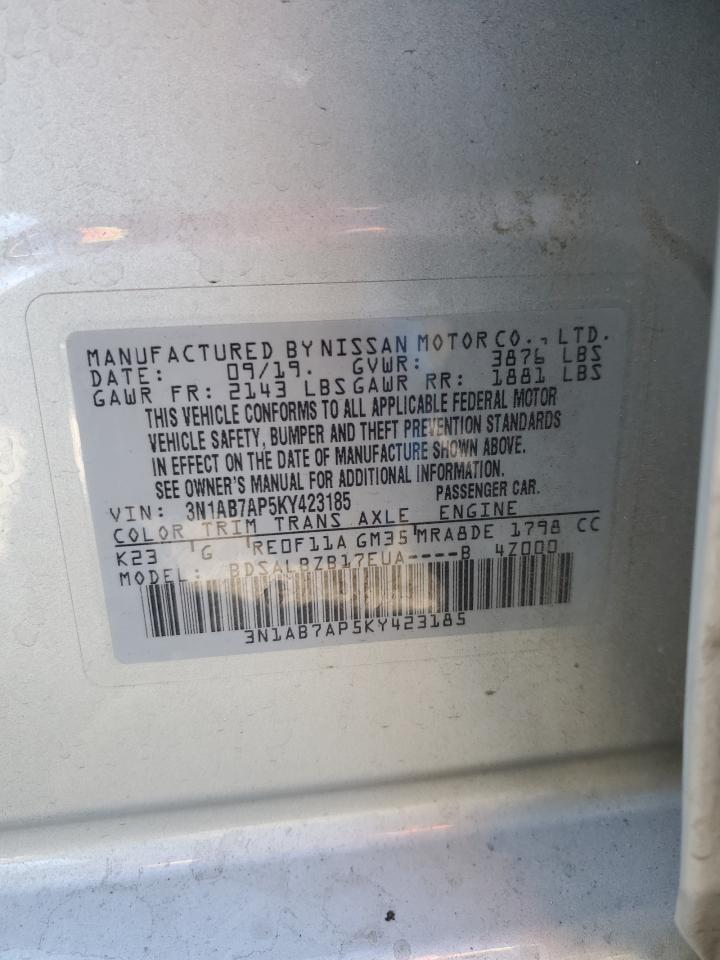 MANUFACTURED BY NISSAN MOTOR CO., LTD.
DATE: 09/19. GVWR: 3876 LBS
GAWR FR: 2143 LBS GAWR RR: 1881 LBS
THIS VEHICLE CONFORMS TO ALL APPLICABLE FEDERAL MOTOR
VEHICLE SAFETY, BUMPER AND THEFT PREVENTION STANDARDS
IN EFFECT ON THE DATE OF MANUFACTURE SHOWN ABOVE.
SEE OWNER'S MANUAL FOR ADDITIONAL INFORMATION.
VIN: 3N1AB7AP5KY423185 PASSENGER CAR.
COLOR TRIM TRANS AXLE ENGINE
K23 G RE0F11A GM35 MRA8DE 1798 CC
MODEL: BDSALBZB17EUA----B 4Z000
3N1AB7AP5KY423185